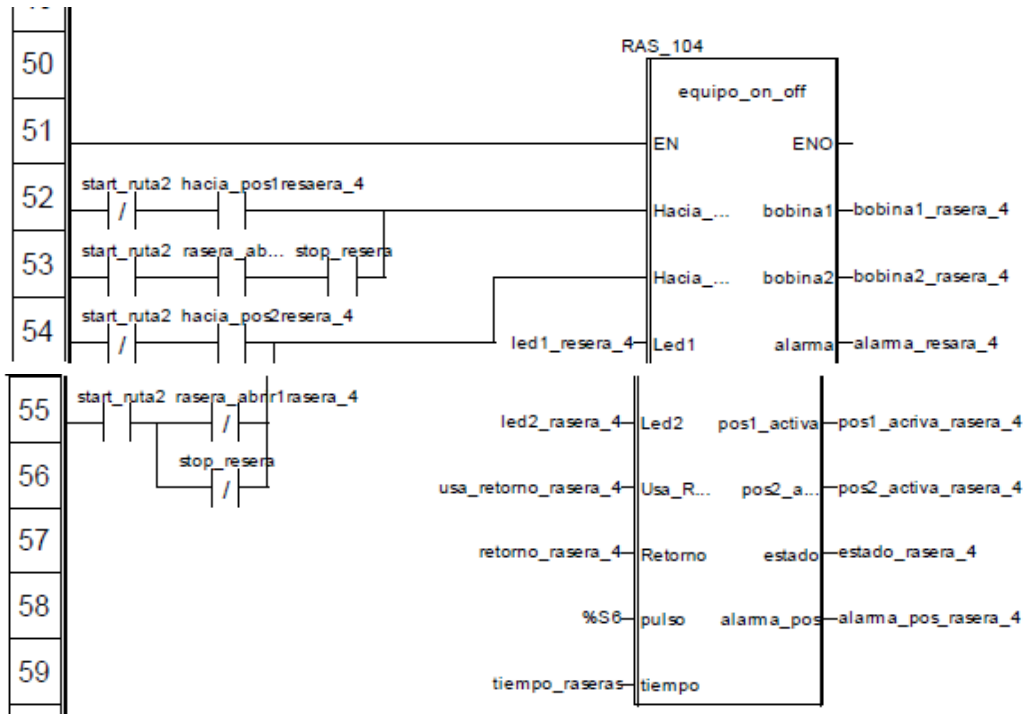 50
RAS_104
equipo_on_off
51
EN ENO
52
start_ruta2 hacia_pos1resaera_4
/
Hacia_... bobina1 bobina1_rasera_4
53
start_ruta2 rasera_ab... stop_resera
Hacia_... bobina2 bobina2_rasera_4
54
start_ruta2 hacia_pos2resera_4
/
led1_resera_4 Led1 alarma alarma_resara_4
55
start_ruta2 rasera_abrir1rasera_4
/
led2_rasera_4 Led2 pos1_activa pos1_acriva_rasera_4
56
stop_resera
/
usa_retorno_rasera_4 Usa_R... pos2_a... pos2_activa_rasera_4
57
retorno_rasera_4 Retorno estado estado_rasera_4
58
%S6 pulso alarma_pos alarma_pos_rasera_4
59
tiempo_raseras tiempo